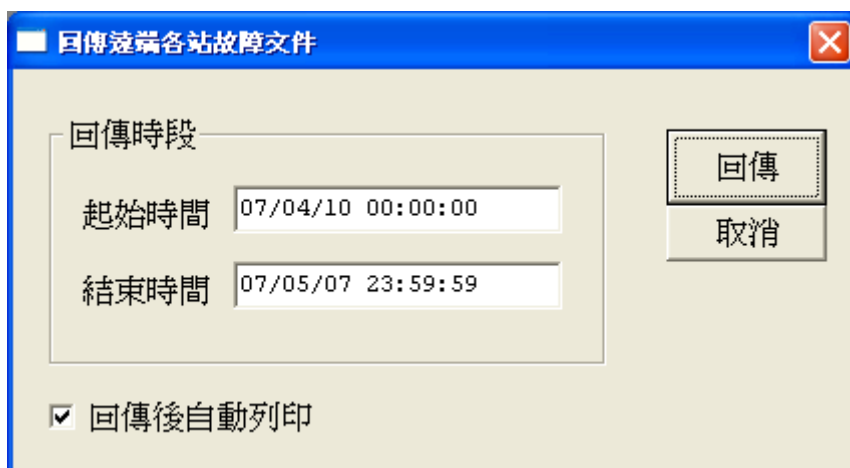 回傳遠端各站故障文件
回傳時段
起始時間 07/04/10 00:00:00
結束時間 07/05/07 23:59:59
回傳
取消
回傳後自動列印